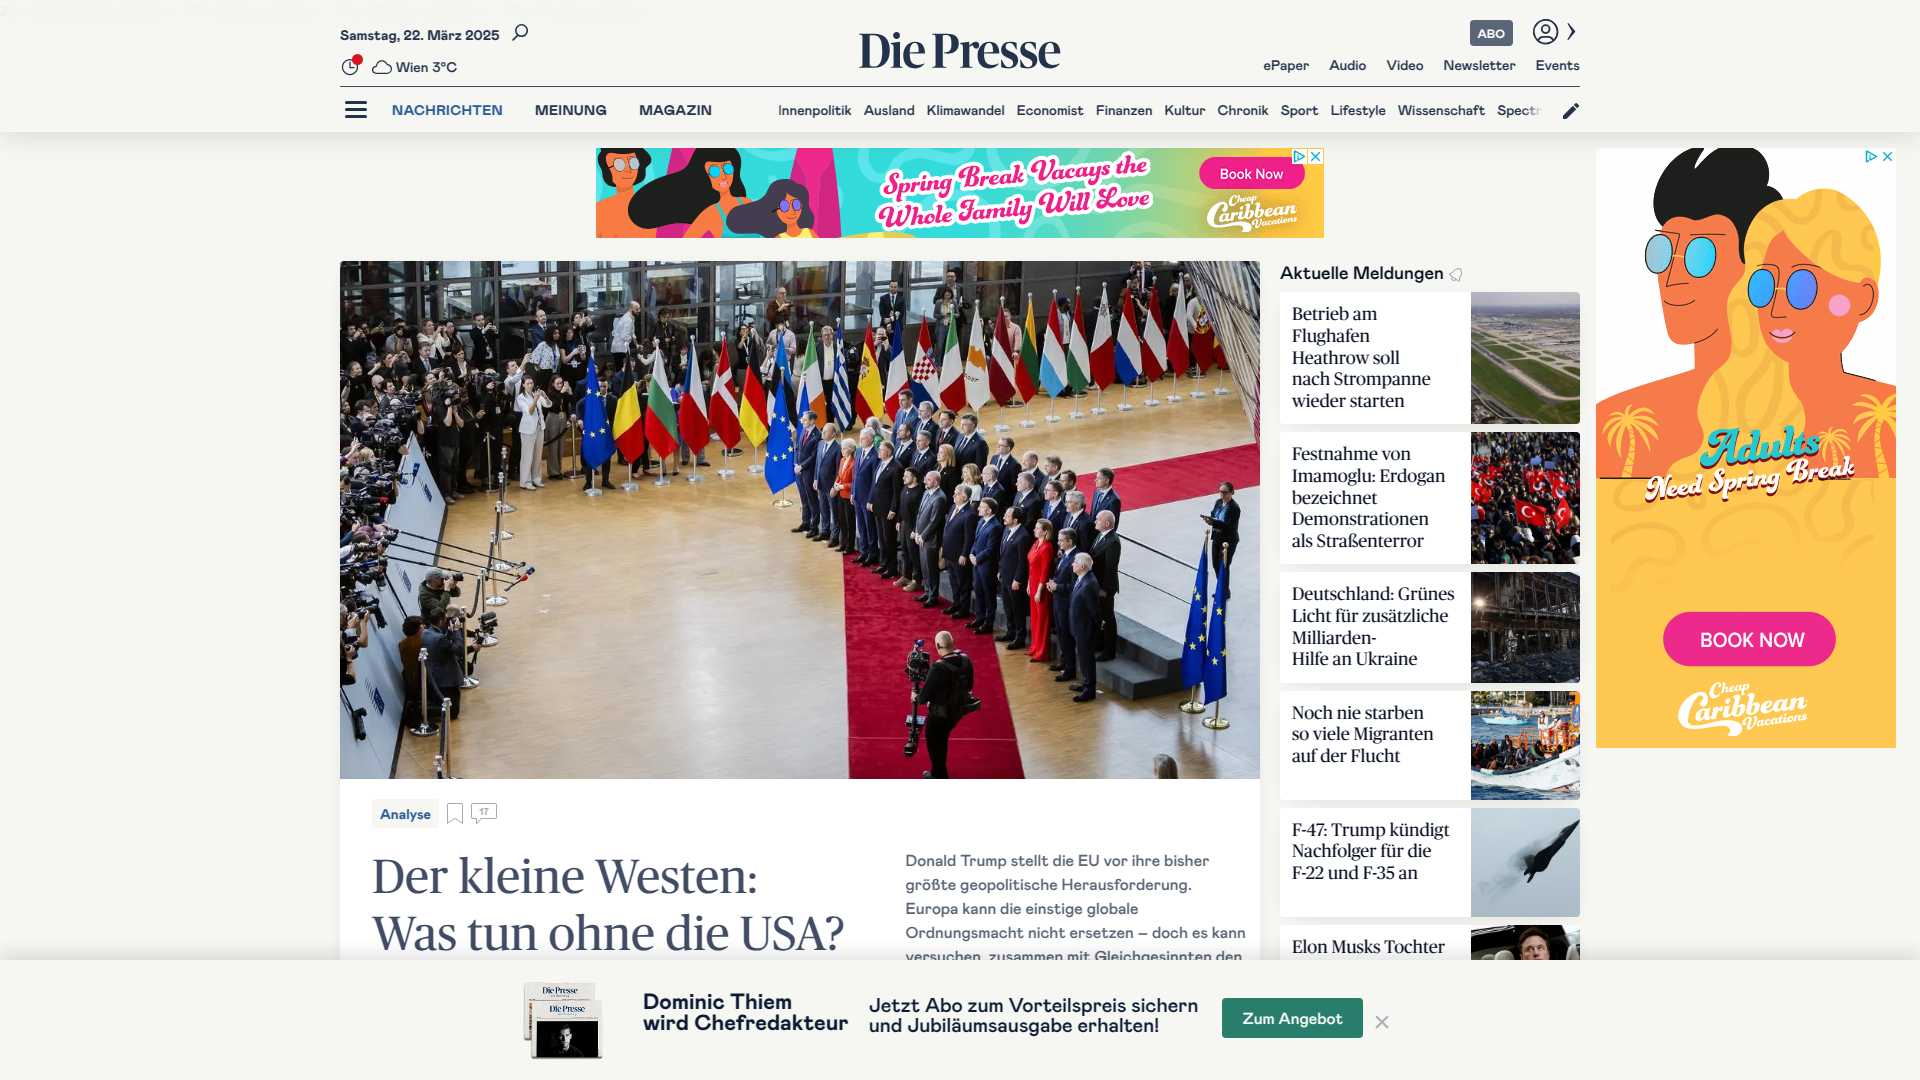 Samstag, 22. März 2025
Wien 3°C
Die Presse
ABO
ePaper Audio Video Newsletter Events
NACHRICHTEN MEINUNG MAGAZIN
Innenpolitik Ausland Klimawandel Economist Finanzen Kultur Chronik Sport Lifestyle Wissenschaft Spectr
Spring Break Vacays the
Whole Family Will Love
Book Now
Cheap
Caribbean
Vacations
Aktuelle Meldungen
Betrieb am
Flughafen
Heathrow soll
nach Strompanne
wieder starten
Festnahme von
Imamoglu: Erdogan
bezeichnet
Demonstrationen
als Straßenterror
Deutschland: Grünes
Licht für zusätzliche
Milliarden-
Hilfe an Ukraine
Noch nie starben
so viele Migranten
auf der Flucht
F-47: Trump kündigt
Nachfolger für die
F-22 und F-35 an
Elon Musks Tochter
Adults
Need Spring Break
BOOK NOW
Cheap
Caribbean
Vacations
Analyse
17
Der kleine Westen:
Was tun ohne die USA?
Donald Trump stellt die EU vor ihre bisher
größte geopolitische Herausforderung.
Europa kann die einstige globale
Ordnungsmacht nicht ersetzen – doch es kann
versuchen, zusammen mit Gleichgesinnten den
Die Presse
Die Presse
Dominic Thiem
wird Chefredakteur
Jetzt Abo zum Vorteilspreis sichern
und Jubiläumsausgabe erhalten!
Zum Angebot